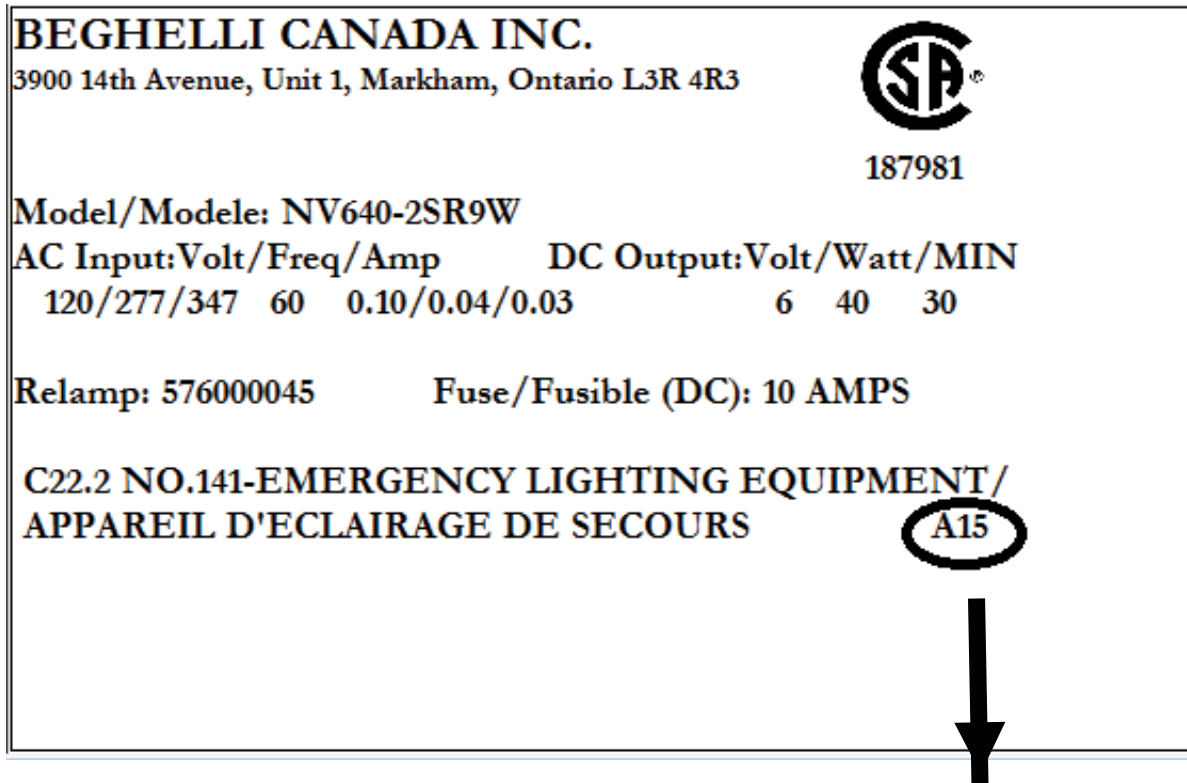 BEGHELLI CANADA INC.
3900 14th Avenue, Unit 1, Markham, Ontario L3R 4R3
CSA®
187981
Model/Modele: NV640-2SR9W
AC Input:Volt/Freq/Amp DC Output:Volt/Watt/MIN
120/277/347 60 0.10/0.04/0.03 6 40 30
Relamp: 576000045 Fuse/Fusible (DC): 10 AMPS
C22.2 NO.141-EMERGENCY LIGHTING EQUIPMENT/
APPAREIL D'ECLAIRAGE DE SECOURS A15